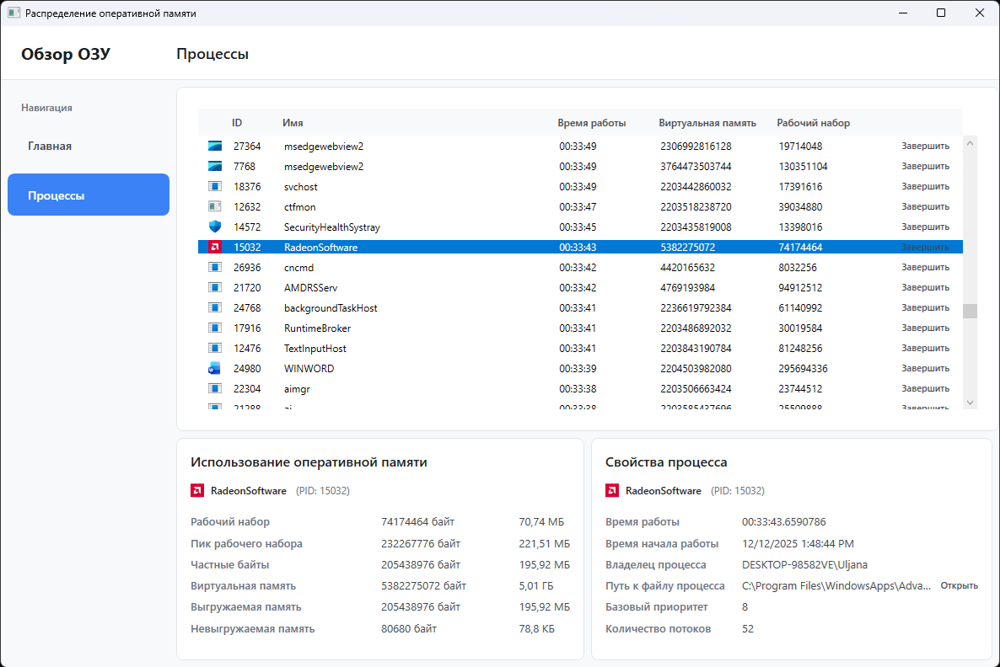 Распределение оперативной памяти
Обзор ОЗУ
Процессы
Навигация
Главная
Процессы
ID Имя Время работы Виртуальная память Рабочий набор
27364 msedgewebview2 00:33:49 2306992816128 19714048 Завершить
7768 msedgewebview2 00:33:49 3764473503744 130351104 Завершить
18376 svchost 00:33:49 2203442860032 17391616 Завершить
12632 ctfmon 00:33:47 2203518238720 39034880 Завершить
14572 SecurityHealthSystray 00:33:45 2203435819008 13398016 Завершить
15032 RadeonSoftware 00:33:43 5382275072 74174464 Завершить
26936 cncmd 00:33:42 4420165632 8032256 Завершить
21720 AMDRSServ 00:33:42 4769193984 94912512 Завершить
24768 backgroundTaskHost 00:33:41 2236619792384 61140992 Завершить
17916 RuntimeBroker 00:33:41 2203486892032 30019584 Завершить
12476 TextInputHost 00:33:41 2203843190784 81248256 Завершить
24980 WINWORD 00:33:39 2204503982080 295694336 Завершить
22304 aimgr 00:33:38 2203506663424 23744512 Завершить
21288 ai 00:33:38 2203585437696 25509888 Завершить
Использование оперативной памяти
RadeonSoftware (PID: 15032)
Рабочий набор 74174464 байт 70,74 МБ
Пик рабочего набора 232267776 байт 221,51 МБ
Частные байты 205438976 байт 195,92 МБ
Виртуальная память 5382275072 байт 5,01 ГБ
Выгружаемая память 205438976 байт 195,92 МБ
Невыгружаемая память 80680 байт 78,8 КБ
Свойства процесса
RadeonSoftware (PID: 15032)
Время работы 00:33:43.6590786
Время начала работы 12/12/2025 1:48:44 PM
Владелец процесса DESKTOP-98582VE\Uljana
Путь к файлу процесса C:\Program Files\WindowsApps\Adva... Открыть
Базовый приоритет 8
Количество потоков 52